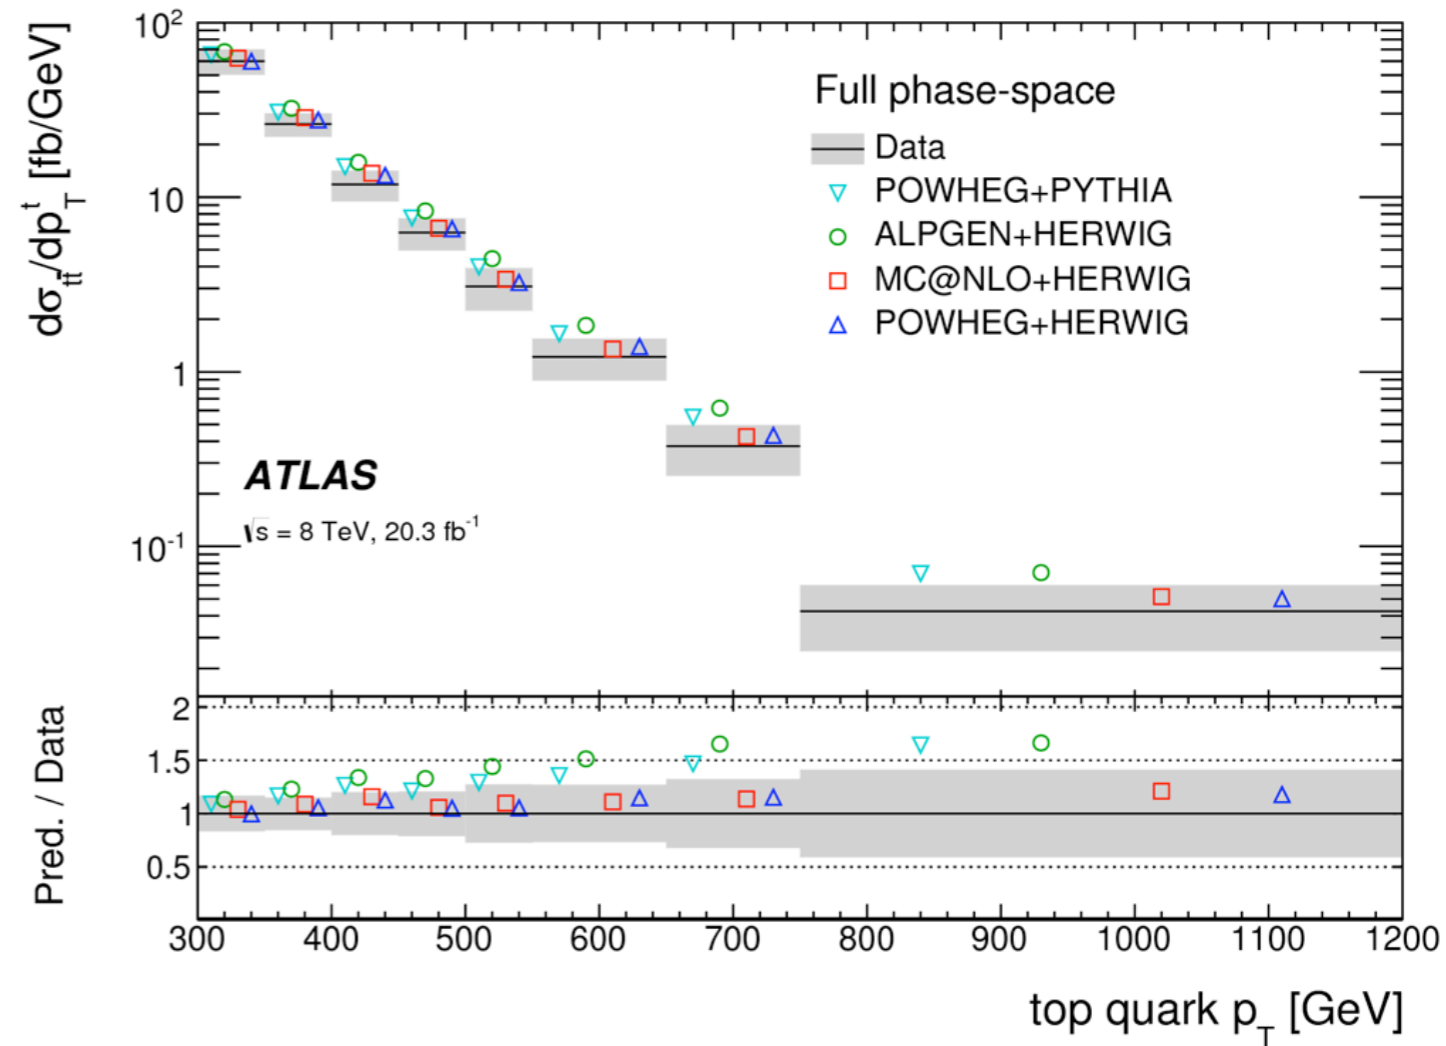 10²
10
1
10⁻¹
dσ_tt̄/dp_T^t [fb/GeV]
Full phase-space
Data
POWHEG+PYTHIA
ALPGEN+HERWIG
MC@NLO+HERWIG
POWHEG+HERWIG
ATLAS
√s = 8 TeV, 20.3 fb⁻¹
Pred. / Data
2
1.5
1
0.5
300 400 500 600 700 800 900 1000 1100 1200
top quark p_T [GeV]